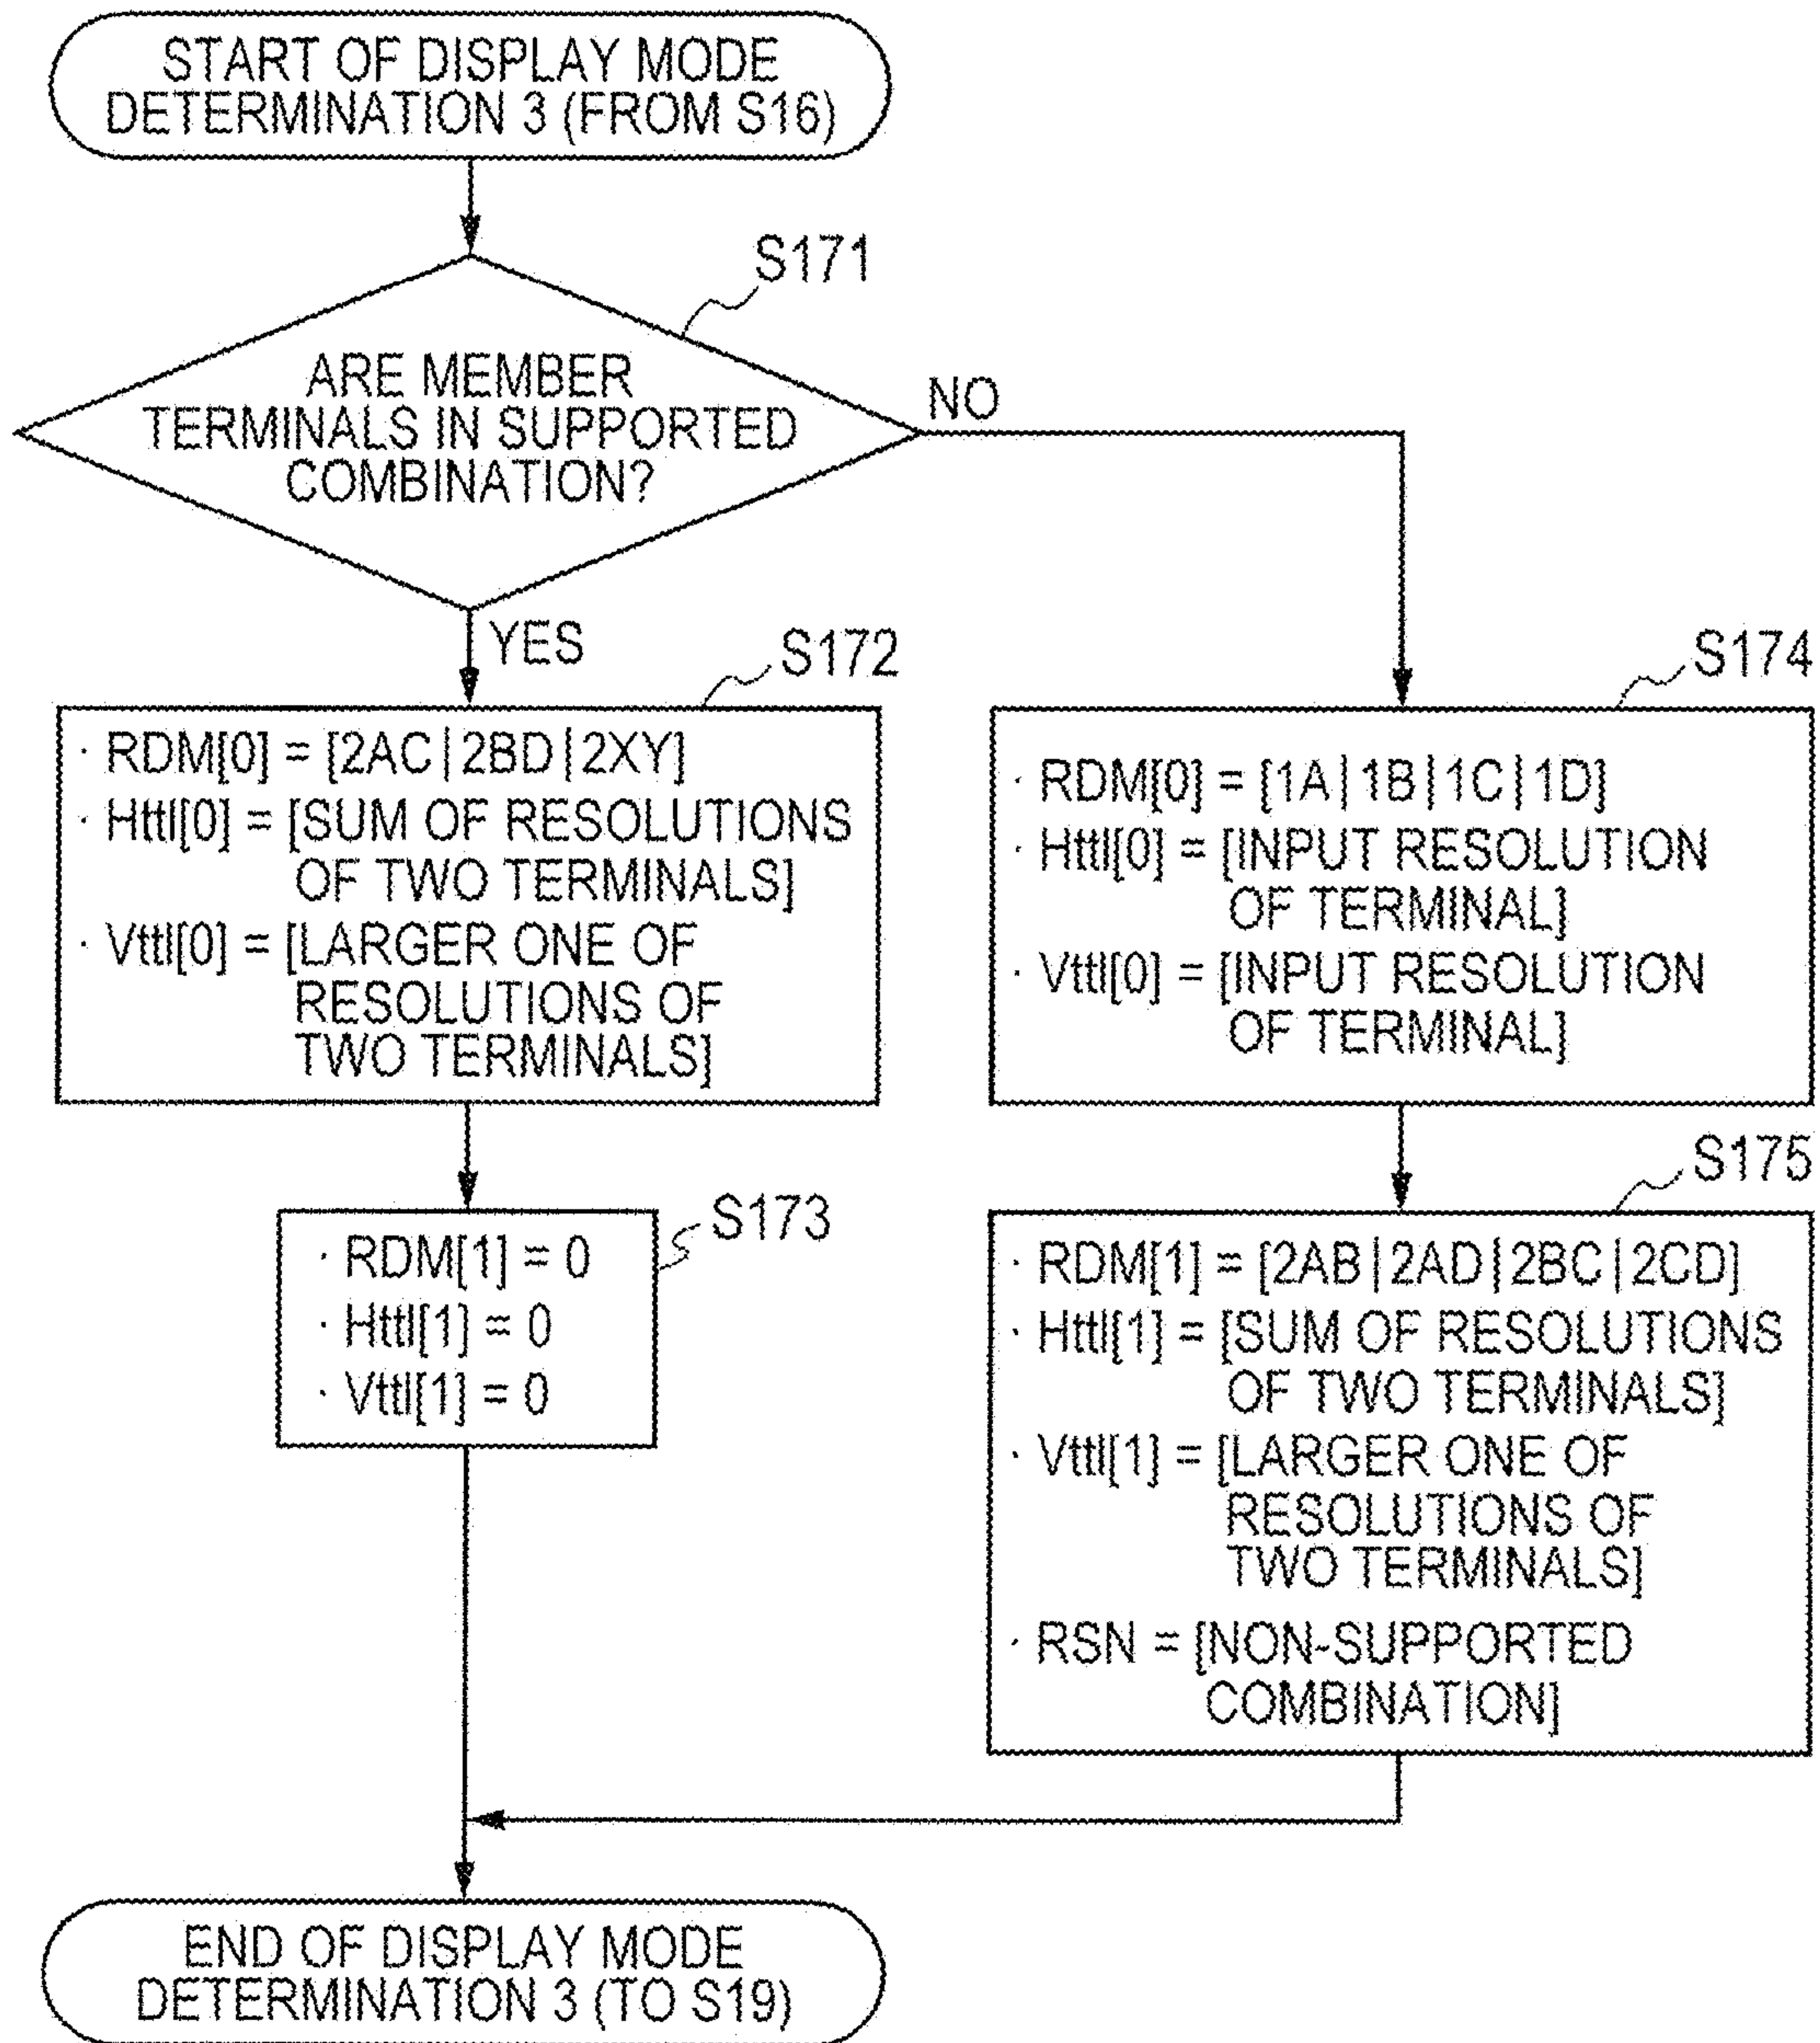 START OF DISPLAY MODE
DETERMINATION 3 (FROM S16)
S171
ARE MEMBER
TERMINALS IN SUPPORTED
COMBINATION?
NO
YES
S172
· RDM[0] = [2AC|2BD|2XY]
· Httl[0] = [SUM OF RESOLUTIONS
OF TWO TERMINALS]
· Vttl[0] = [LARGER ONE OF
RESOLUTIONS OF
TWO TERMINALS]
S173
· RDM[1] = 0
· Httl[1] = 0
· Vttl[1] = 0
S174
· RDM[0] = [1A|1B|1C|1D]
· Httl[0] = [INPUT RESOLUTION
OF TERMINAL]
· Vttl[0] = [INPUT RESOLUTION
OF TERMINAL]
S175
· RDM[1] = [2AB|2AD|2BC|2CD]
· Httl[1] = [SUM OF RESOLUTIONS
OF TWO TERMINALS]
· Vttl[1] = [LARGER ONE OF
RESOLUTIONS OF
TWO TERMINALS]
· RSN = [NON-SUPPORTED
COMBINATION]
END OF DISPLAY MODE
DETERMINATION 3 (TO S19)